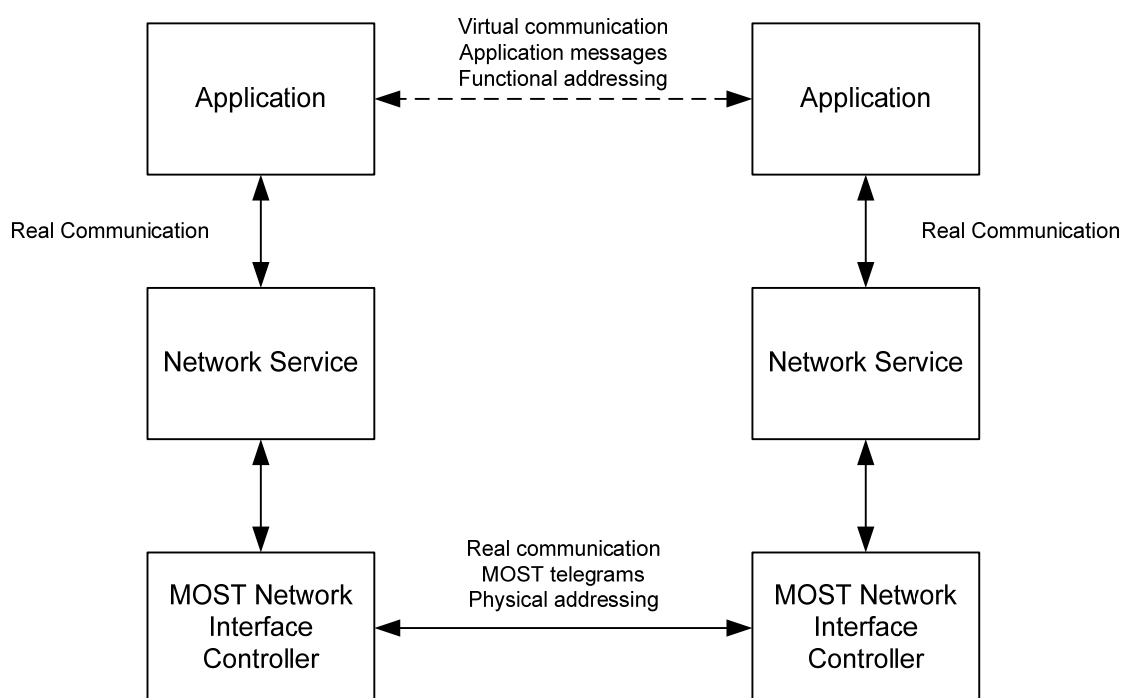 Virtual communication
Application messages
Functional addressing
Application
Application
Real Communication
Real Communication
Network Service
Network Service
Real communication
MOST telegrams
Physical addressing
MOST Network
Interface
Controller
MOST Network
Interface
Controller